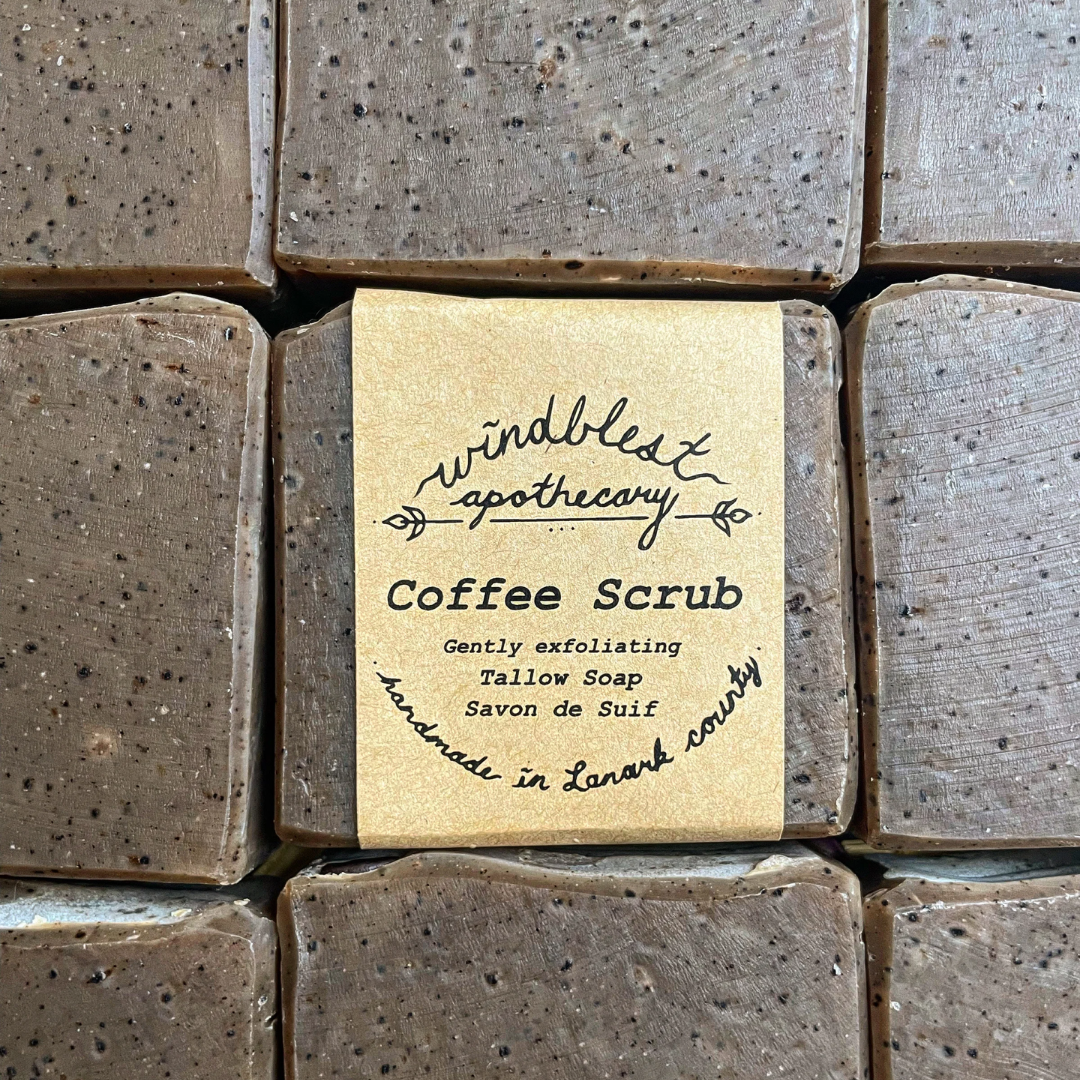 windblest
apothecary
Coffee Scrub
Gently exfoliating
Tallow Soap
Savon de Suif
handmade in Lanark county